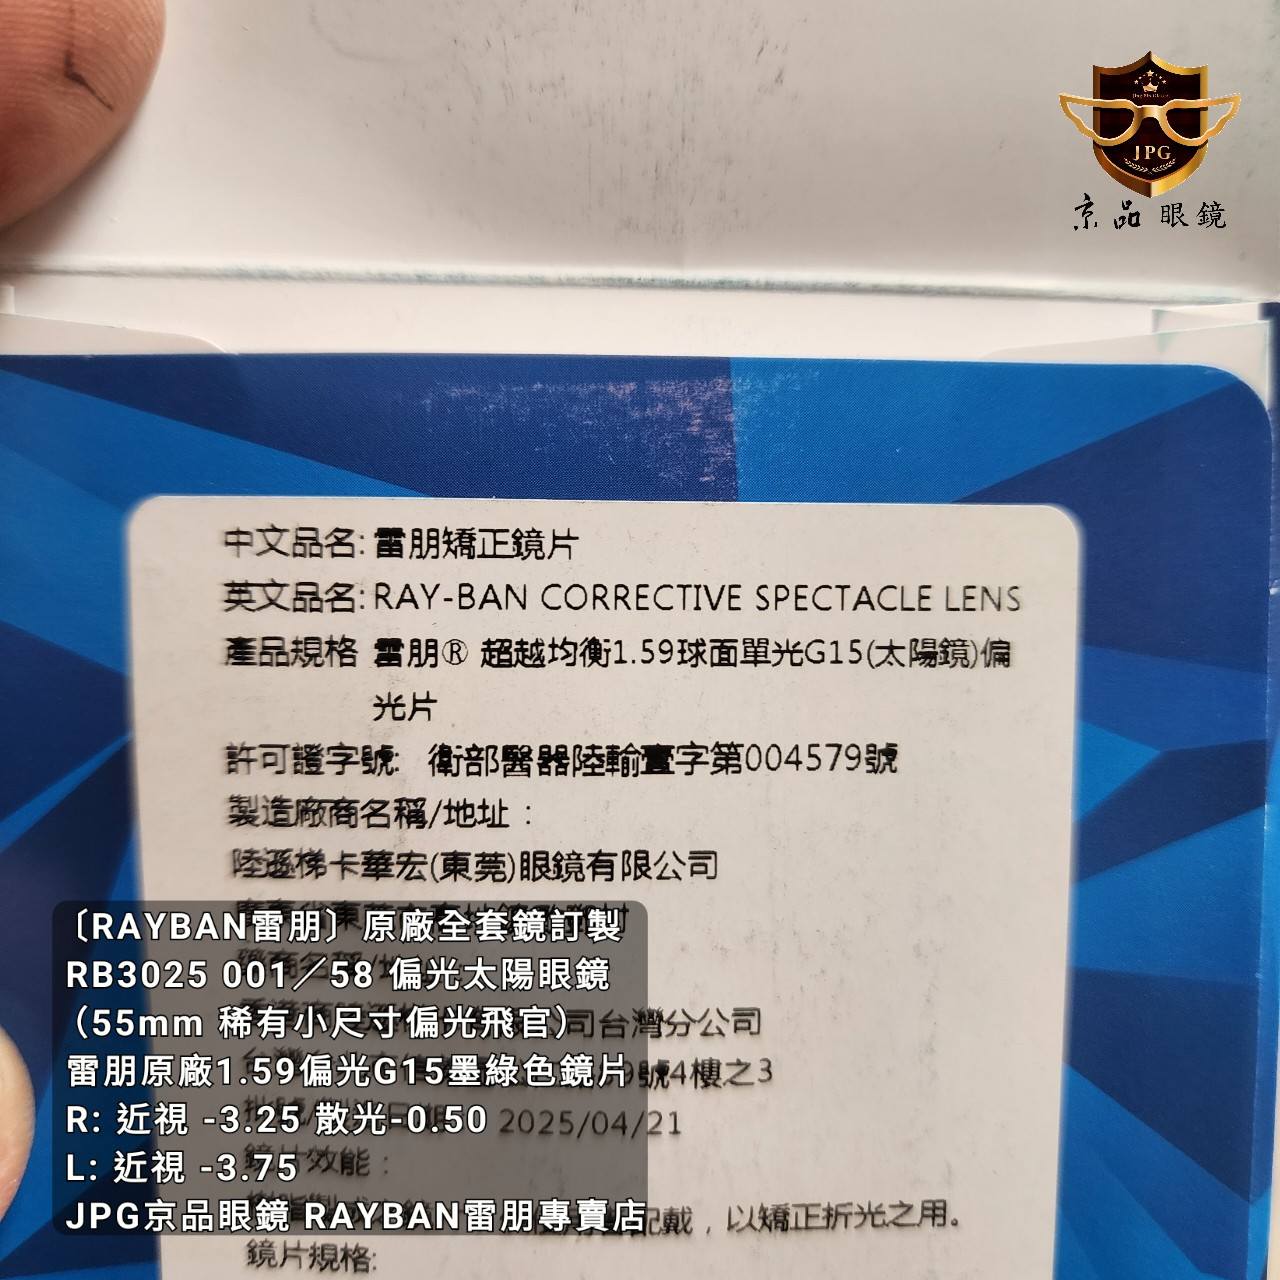 JPG
京品眼鏡
中文品名: 雷朋矯正鏡片
英文品名: RAY-BAN CORRECTIVE SPECTACLE LENS
產品規格 雷朋® 超越均衡1.59球面單光G15(太陽鏡)偏
光片
許可證字號: 衛部醫器陸輸壹字第004579號
製造廠商名稱/地址：
陸遜梯卡華宏(東莞)眼鏡有限公司
司台灣分公司
號4樓之3
2025/04/21
鏡片效能：
配戴，以矯正折光之用。
鏡片規格:
〔RAYBAN雷朋〕原廠全套鏡訂製
RB3025 001／58 偏光太陽眼鏡
（55mm 稀有小尺寸偏光飛官）
雷朋原廠1.59偏光G15墨綠色鏡片
R: 近視 -3.25 散光-0.50
L: 近視 -3.75
JPG京品眼鏡 RAYBAN雷朋專賣店